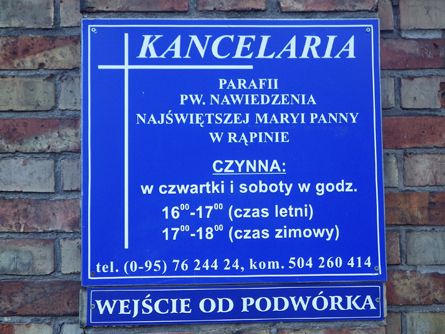 KANCELARIA
PARAFII
PW. NAWIEDZENIA
NAJŚWIĘTSZEJ MARYI PANNY
W RĄPINIE
CZYNNA:
w czwartki i soboty w godz.
16⁰⁰-17⁰⁰ (czas letni)
17⁰⁰-18⁰⁰ (czas zimowy)
tel. (0-95) 76 244 24, kom. 504 260 414
WEJŚCIE OD PODWÓRKA